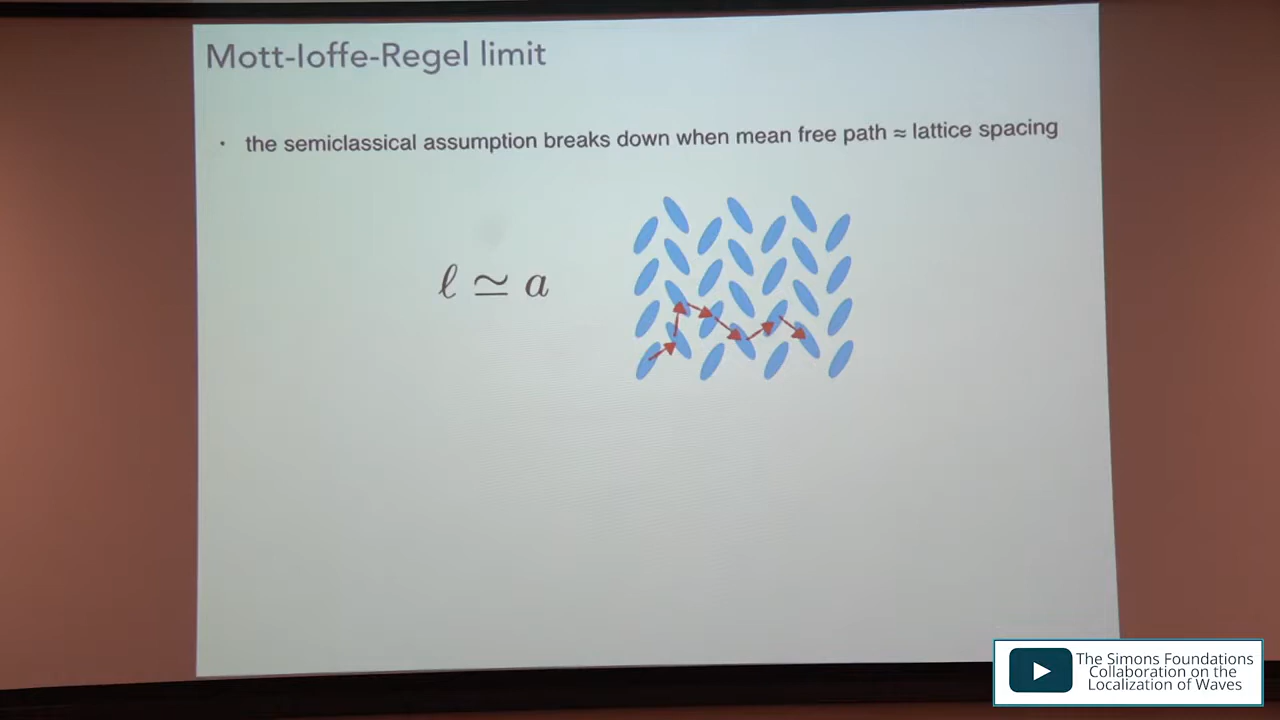 Mott-Ioffe-Regel limit
· the semiclassical assumption breaks down when mean free path ≈ lattice spacing
ℓ ≃ a
The Simons Foundations
Collaboration on the
Localization of Waves